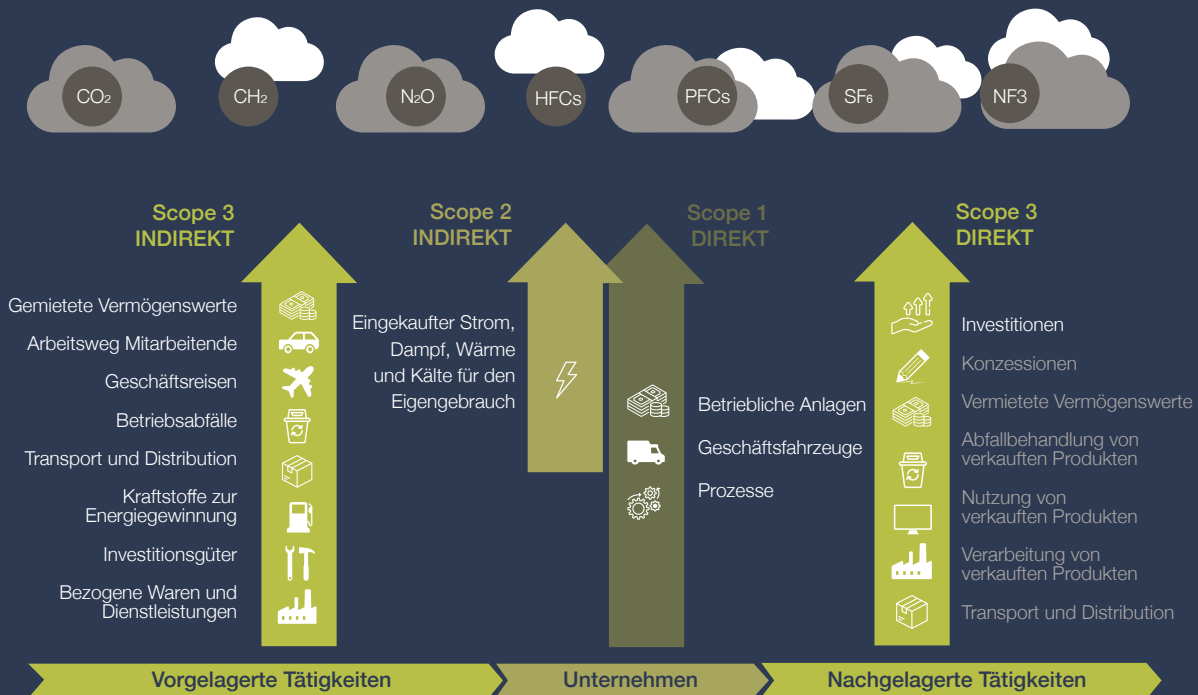 CO₂
CH₂
N₂O
HFCs
PFCs
SF₆
NF3
Scope 3
INDIREKT
Gemietete Vermögenswerte
Arbeitsweg Mitarbeitende
Geschäftsreisen
Betriebsabfälle
Transport und Distribution
Kraftstoffe zur
Energiegewinnung
Investitionsgüter
Bezogene Waren und
Dienstleistungen
Scope 2
INDIREKT
Eingekaufter Strom,
Dampf, Wärme
und Kälte für den
Eigengebrauch
Scope 1
DIREKT
Betriebliche Anlagen
Geschäftsfahrzeuge
Prozesse
Scope 3
DIREKT
Investitionen
Konzessionen
Vermietete Vermögenswerte
Abfallbehandlung von
verkauften Produkten
Nutzung von
verkauften Produkten
Verarbeitung von
verkauften Produkten
Transport und Distribution
Vorgelagerte Tätigkeiten
Unternehmen
Nachgelagerte Tätigkeiten